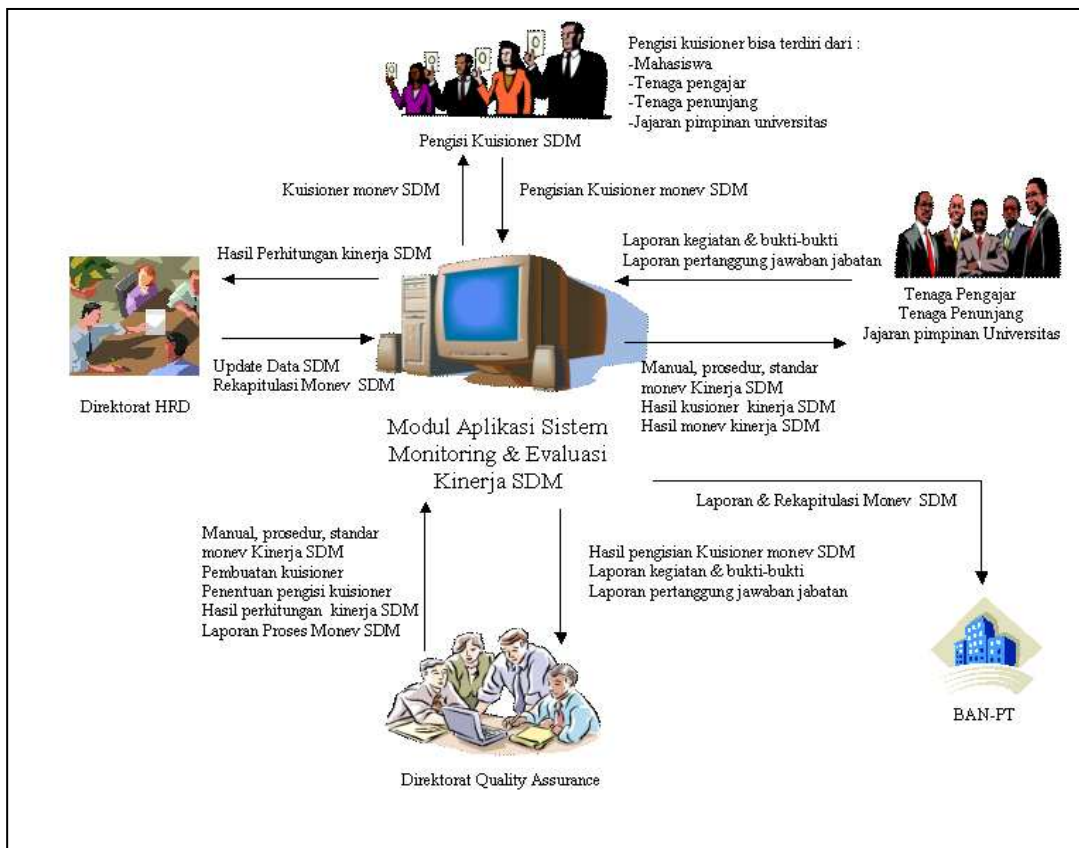 Pengisi kuisioner bisa terdiri dari :
-Mahasiswa
-Tenaga pengajar
-Tenaga penunjang
-Jajaran pimpinan universitas
Pengisi Kuisioner SDM
Kuisioner monev SDM
Pengisian Kuisioner monev SDM
Hasil Perhitungan kinerja SDM
Laporan kegiatan & bukti-bukti
Laporan pertanggung jawaban jabatan
Tenaga Pengajar
Tenaga Penunjang
Jajaran pimpinan Universitas
Update Data SDM
Rekapitulasi Monev SDM
Direktorat HRD
Manual, prosedur, standar
monev Kinerja SDM
Hasil kusioner kinerja SDM
Hasil monev kinerja SDM
Modul Aplikasi Sistem
Monitoring & Evaluasi
Kinerja SDM
Laporan & Rekapitulasi Monev SDM
Manual, prosedur, standar
monev Kinerja SDM
Pembuatan kuisioner
Penentuan pengisi kuisioner
Hasil perhitungan kinerja SDM
Laporan Proses Monev SDM
Hasil pengisian Kuisioner monev SDM
Laporan kegiatan & bukti-bukti
Laporan pertanggung jawaban jabatan
BAN-PT
Direktorat Quality Assurance